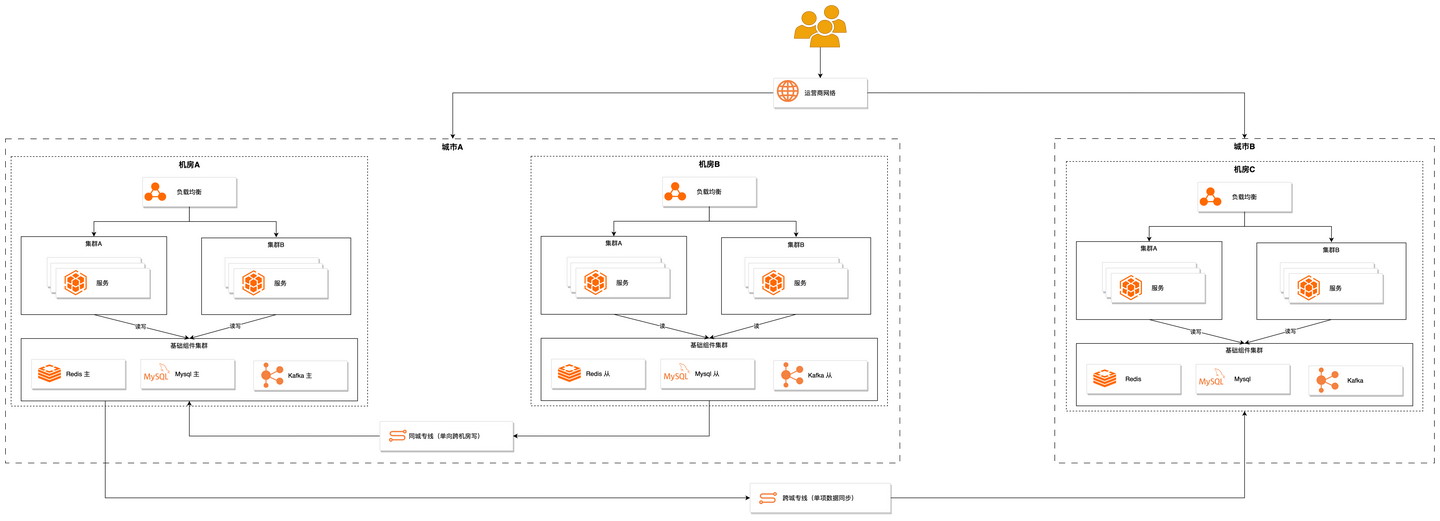 运营商网络
城市A
机房A
负载均衡
集群A
服务
集群B
服务
读写
读写
基础组件集群
Redis 主
MySQL
Mysql 主
Kafka 主
机房B
负载均衡
集群A
服务
集群B
服务
读
读
基础组件集群
Redis 从
MySQL
Mysql 从
Kafka 从
同城专线（单向跨机房写）
城市B
机房C
负载均衡
集群A
服务
集群B
服务
读写
读写
基础组件集群
Redis
MySQL
Mysql
Kafka
跨城专线（单项数据同步）